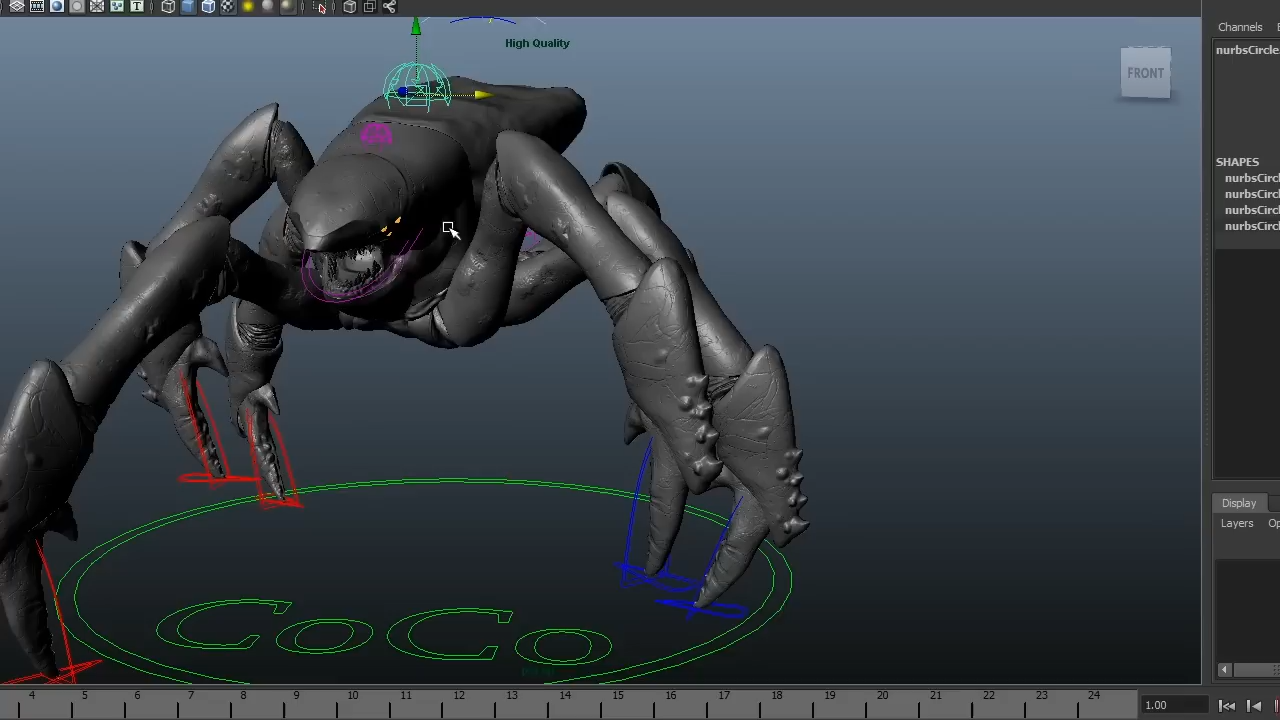 T
High Quality
FRONT
Channels
nurbsCircle
SHAPES
nurbsCircl
nurbsCircl
nurbsCircl
nurbsCircl
CoCo
Display
Layers
4 5 6 7 8 9 10 11 12 13 14 15 16 17 18 19 20 21 22 23 24
1.00